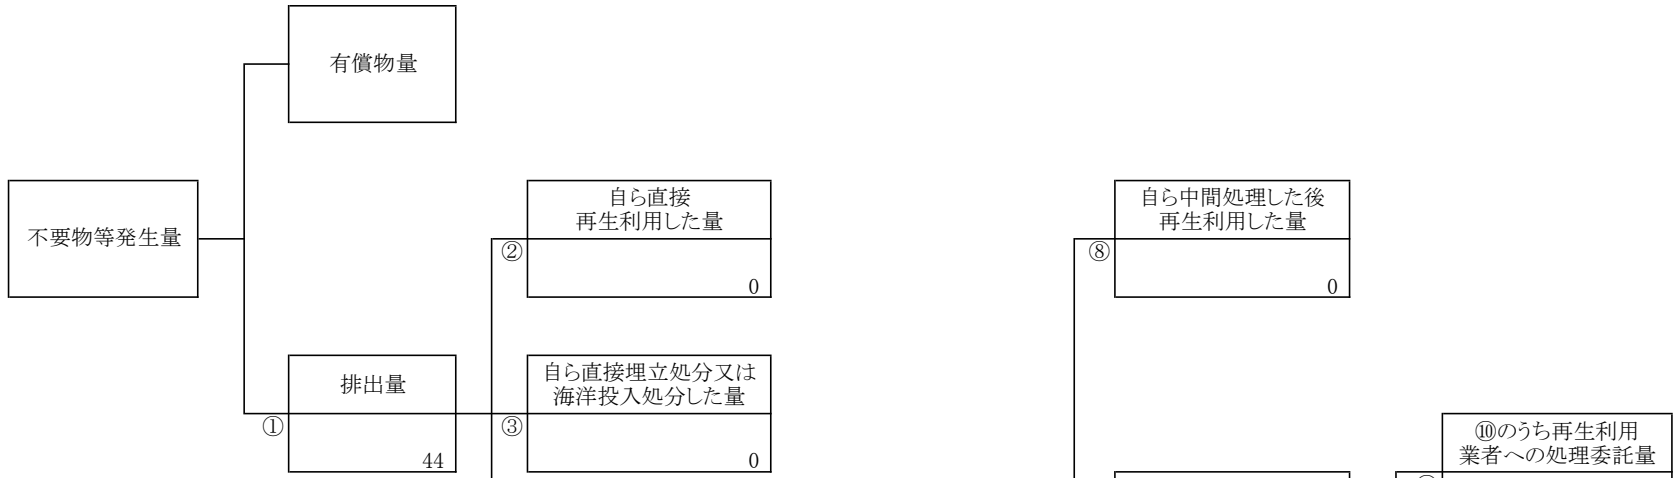 有償物量
不要物等発生量
自ら直接
再生利用した量
②
0
自ら中間処理した後
再生利用した量
⑧
0
排出量
①
44
自ら直接埋立処分又は
海洋投入処分した量
③
0
⑩のうち再生利用
業者への処理委託量